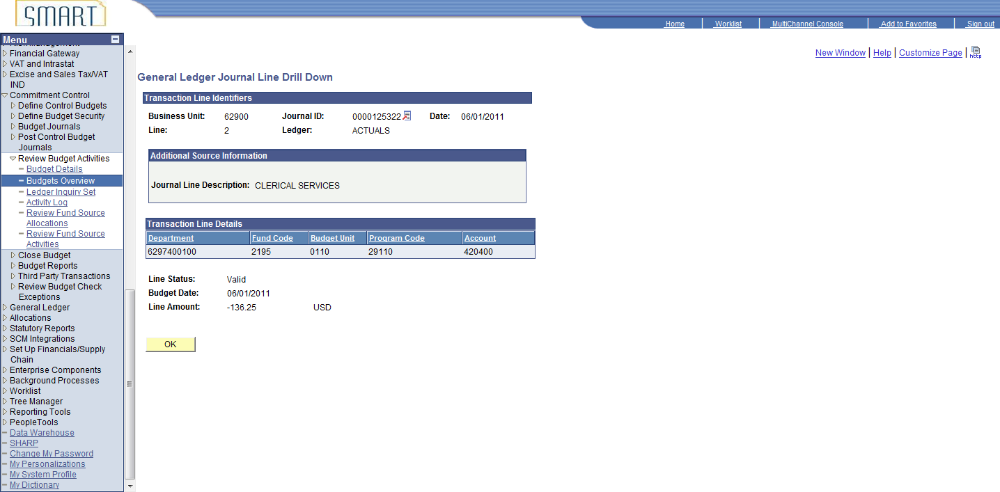 SMART
Home
Worklist
MultiChannel Console
Add to Favorites
Sign out
Menu
Financial Gateway
VAT and Intrastat
Excise and Sales Tax/VAT
IND
Commitment Control
Define Control Budgets
Define Budget Security
Budget Journals
Post Control Budget
Journals
Review Budget Activities
Budget Details
Budgets Overview
Ledger Inquiry Set
Activity Log
Review Fund Source
Allocations
Review Fund Source
Activities
Close Budget
Budget Reports
Third Party Transactions
Review Budget Check
Exceptions
General Ledger
Allocations
Statutory Reports
SCM Integrations
Set Up Financials/Supply
Chain
Enterprise Components
Background Processes
Worklist
Tree Manager
Reporting Tools
PeopleTools
Data Warehouse
SHARP
Change My Password
My Personalizations
My System Profile
My Dictionary
New Window | Help | Customize Page | http
General Ledger Journal Line Drill Down
Transaction Line Identifiers
Business Unit: 62900 Journal ID: 0000125322 Date: 06/01/2011
Line: 2 Ledger: ACTUALS
Additional Source Information
Journal Line Description: CLERICAL SERVICES
Transaction Line Details
Department Fund Code Budget Unit Program Code Account
6297400100 2195 0110 29110 420400
Line Status: Valid
Budget Date: 06/01/2011
Line Amount: -136.25 USD
OK